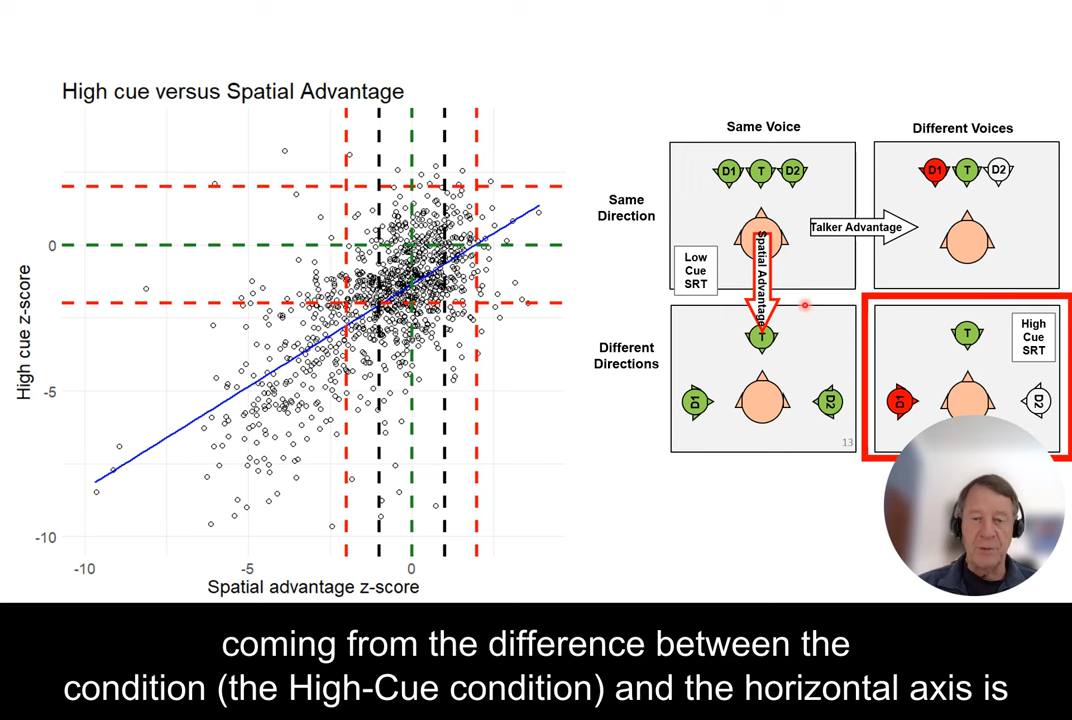 High cue versus Spatial Advantage
0
-5
-10
High cue z-score
-10
-5
0
Spatial advantage z-score
Same Voice
Different Voices
Same
Direction
D1
T
D2
D1
T
D2
Talker Advantage
Spatial Advantage
Low
Cue
SRT
Different
Directions
T
D1
D2
13
T
High
Cue
SRT
D1
D2
coming from the difference between the
condition (the High-Cue condition) and the horizontal axis is